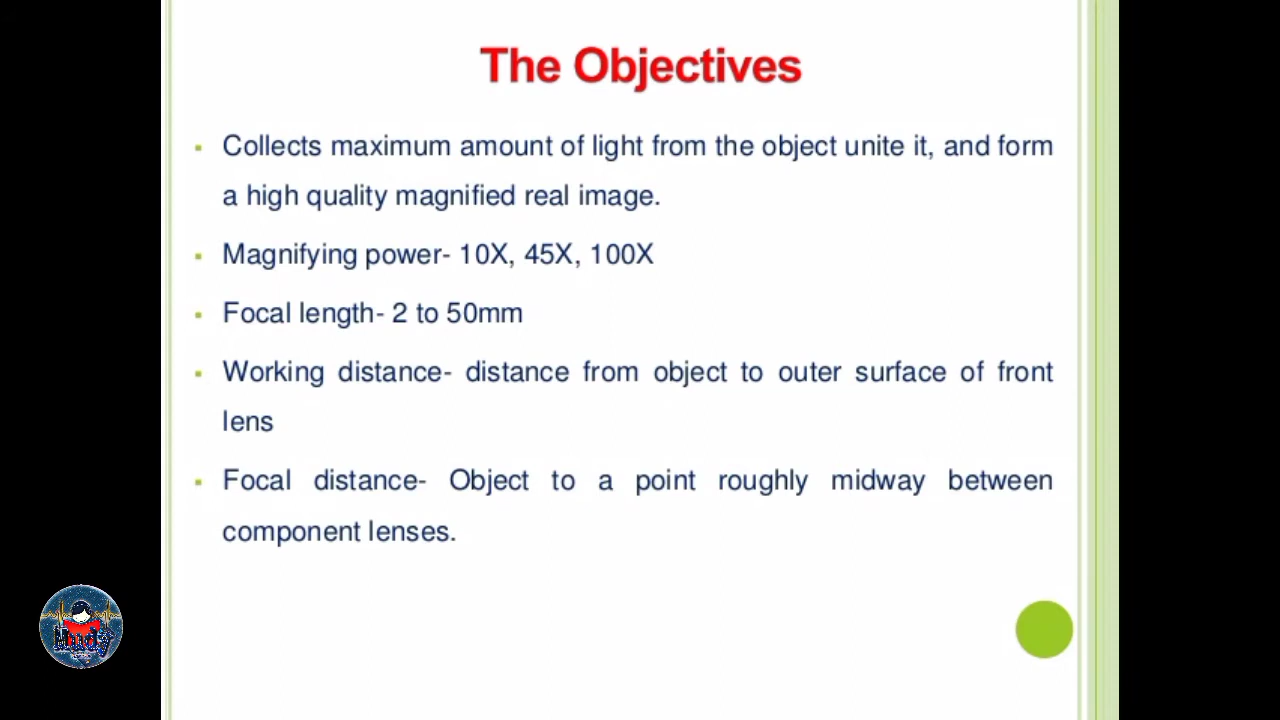 The Objectives
Collects maximum amount of light from the object unite it, and form
a high quality magnified real image.
Magnifying power- 10X, 45X, 100X
Focal length- 2 to 50mm
Working distance- distance from object to outer surface of front
lens
Focal distance- Object to a point roughly midway between
component lenses.
Hudy